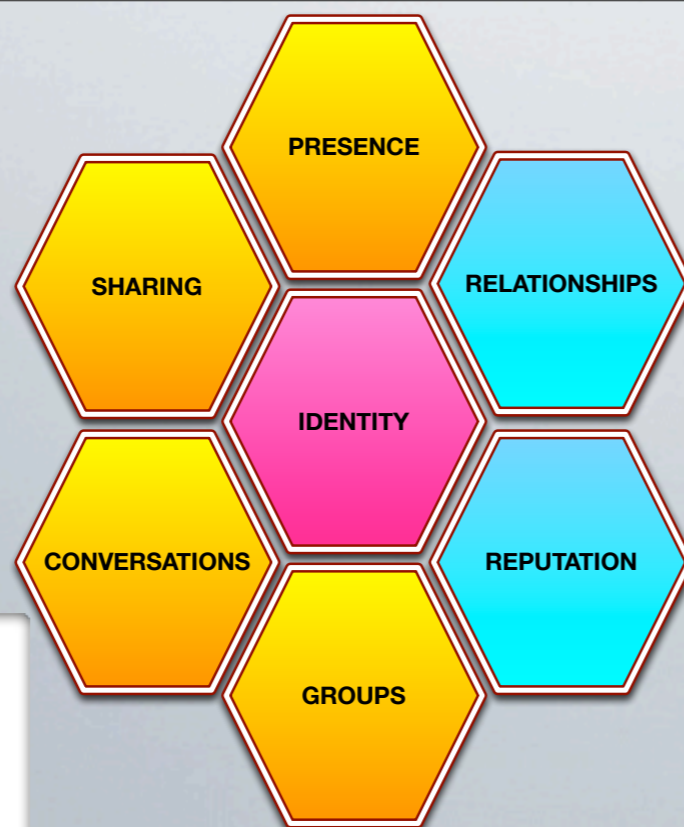 PRESENCE
SHARING
RELATIONSHIPS
IDENTITY
CONVERSATIONS
REPUTATION
GROUPS